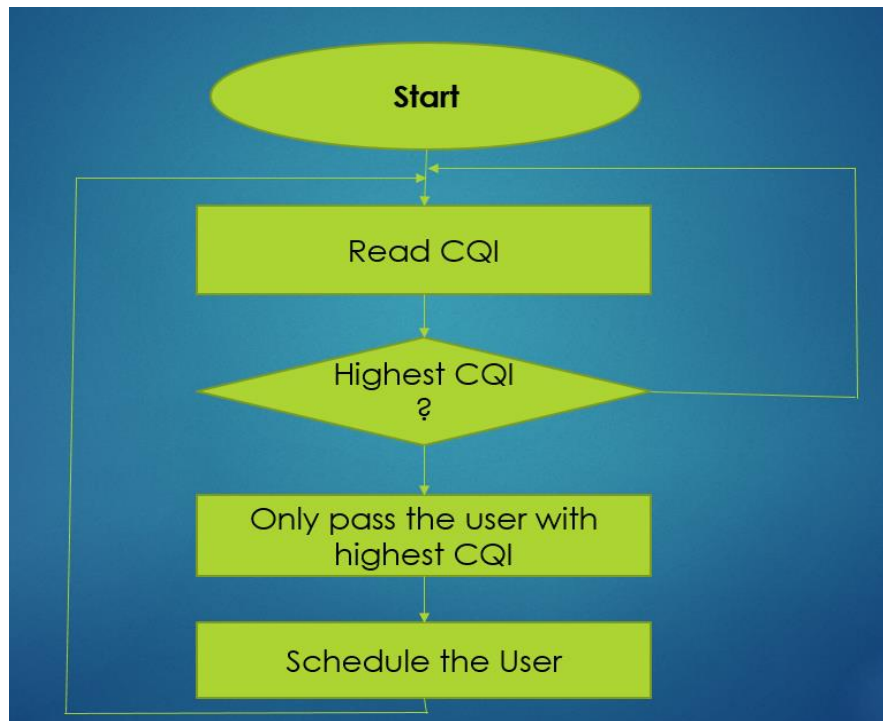 Start
Read CQI
Highest CQI
?
Only pass the user with
highest CQI
Schedule the User